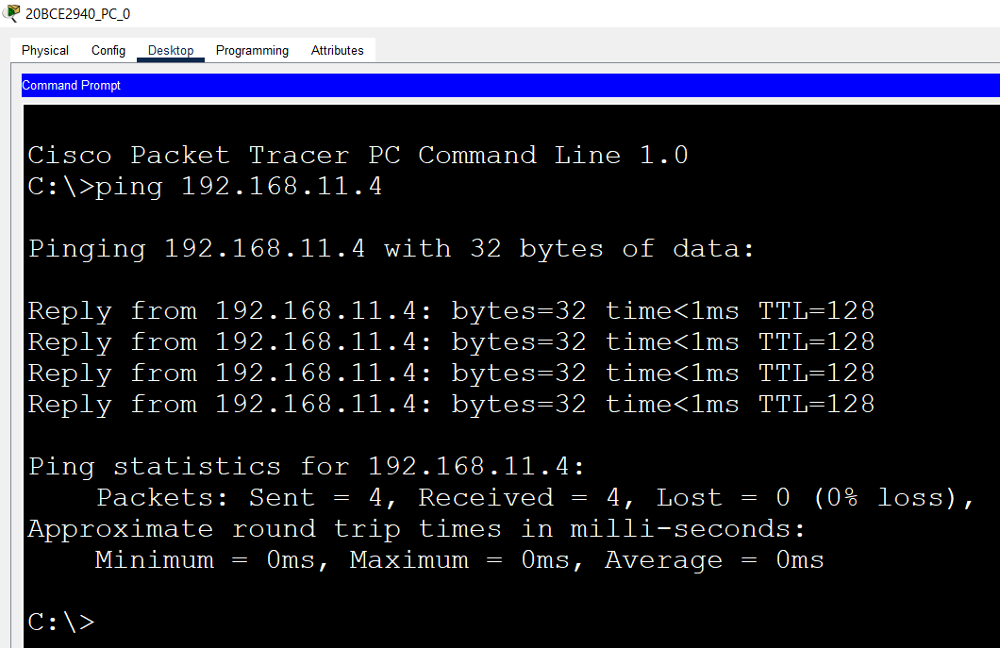 20BCE2940_PC_0
Physical Config Desktop Programming Attributes
Command Prompt
Cisco Packet Tracer PC Command Line 1.0
C:\>ping 192.168.11.4
Pinging 192.168.11.4 with 32 bytes of data:
Reply from 192.168.11.4: bytes=32 time<1ms TTL=128
Reply from 192.168.11.4: bytes=32 time<1ms TTL=128
Reply from 192.168.11.4: bytes=32 time<1ms TTL=128
Reply from 192.168.11.4: bytes=32 time<1ms TTL=128
Ping statistics for 192.168.11.4:
Packets: Sent = 4, Received = 4, Lost = 0 (0% loss),
Approximate round trip times in milli-seconds:
Minimum = 0ms, Maximum = 0ms, Average = 0ms
C:\>